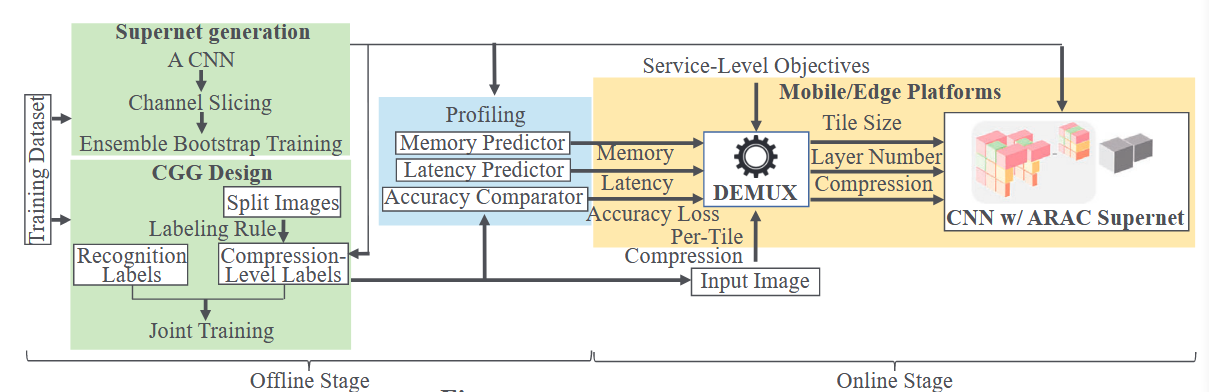 Supernet generation
A CNN
Channel Slicing
Ensemble Bootstrap Training
Training Dataset
CGG Design
Split Images
Labeling Rule
Recognition
Labels
Compression-
Level Labels
Joint Training
Profiling
Memory Predictor
Latency Predictor
Accuracy Comparator
Service-Level Objectives
Mobile/Edge Platforms
Memory
Latency
Accuracy Loss
DEMUX
Per-Tile
Compression
Input Image
Tile Size
Layer Number
Compression
CNN w/ ARAC Supernet
Offline Stage
Online Stage